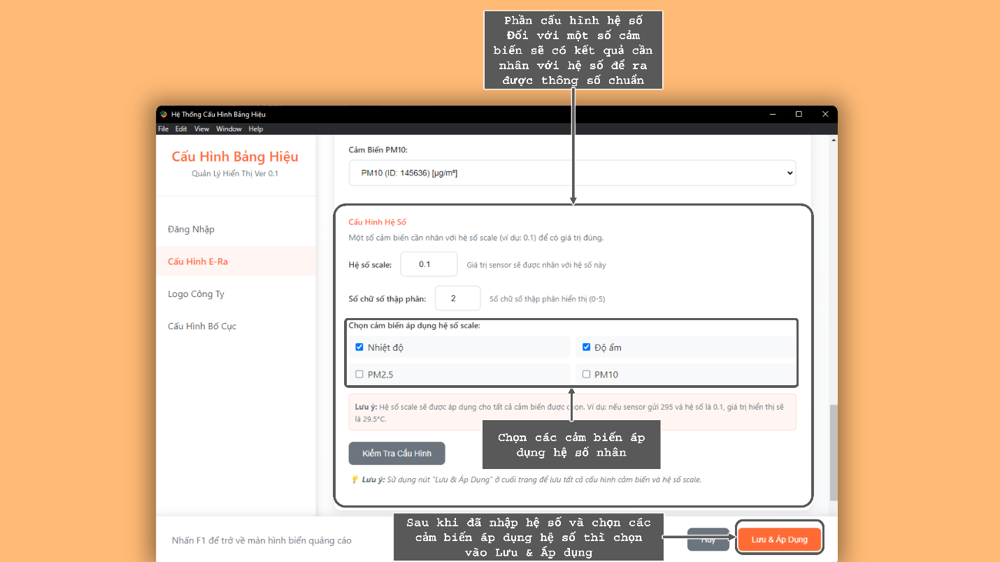 Phần cấu hình hệ số
Đối với một số cảm
biến sẽ có kết quả cần
nhân với hệ số để ra
được thông số chuẩn
Hệ Thống Cấu Hình Bảng Hiệu
File Edit View Window Help
Cấu Hình Bảng Hiệu
Quản Lý Hiển Thị Ver 0.1
Đăng Nhập
Cấu Hình E-Ra
Logo Công Ty
Cấu Hình Bố Cục
Cảm Biến PM10:
PM10 (ID: 145636) [µg/m³]
Cấu Hình Hệ Số
Một số cảm biến cần nhân với hệ số scale (ví dụ: 0.1) để có giá trị đúng.
Hệ số scale: 0.1 Giá trị sensor sẽ được nhân với hệ số này
Số chữ số thập phân: 2 Số chữ số thập phân hiển thị (0-5)
Chọn cảm biến áp dụng hệ số scale:
Nhiệt độ Độ ẩm
PM2.5 PM10
Lưu ý: Hệ số scale sẽ được áp dụng cho tất cả cảm biến được chọn. Ví dụ: nếu sensor gửi 295 và hệ số là 0.1, giá trị hiển thị sẽ
là 29.5°C.
Chọn các cảm biến áp
dụng hệ số nhân
Kiểm Tra Cấu Hình
Lưu ý: Sử dụng nút "Lưu & Áp Dụng" ở cuối trang để lưu tất cả cấu hình cảm biến và hệ số scale.
Sau khi đã nhập hệ số và chọn các
cảm biến áp dụng hệ số thì chọn
vào Lưu & Áp dụng
Nhấn F1 để trở về màn hình biển quảng cáo
Hủy
Lưu & Áp Dụng